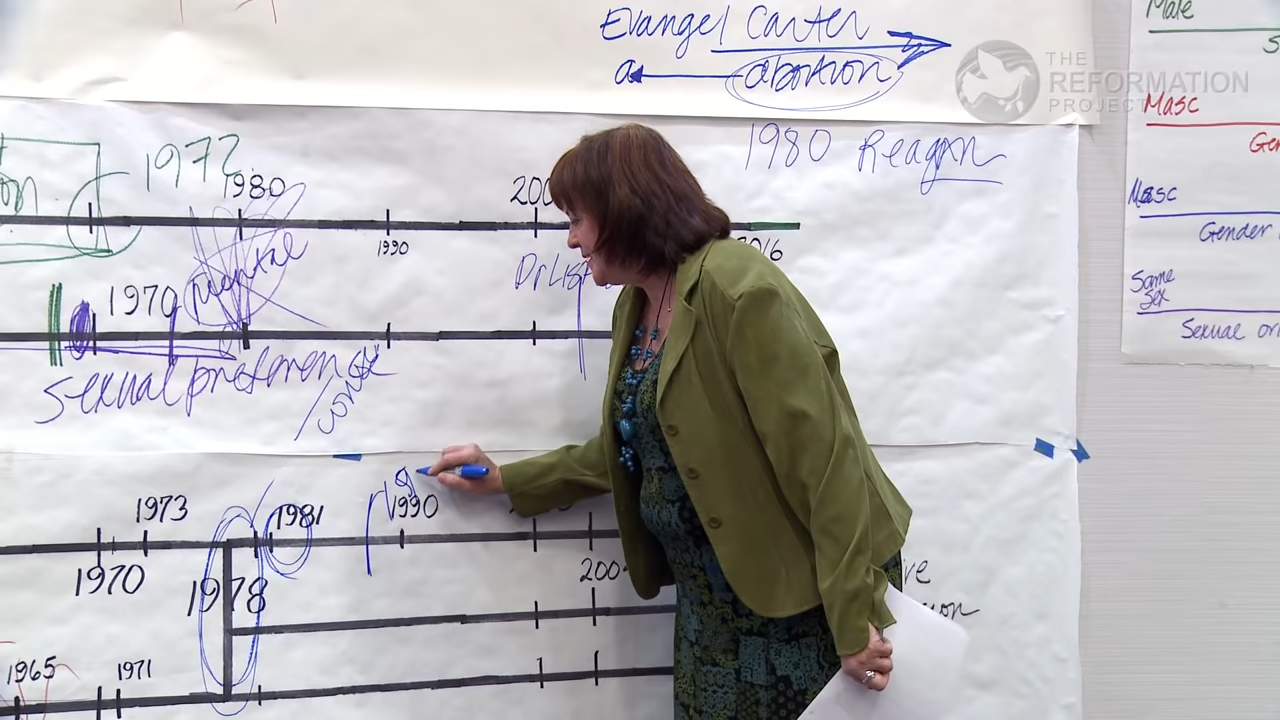 Evangel Carter
a abortion
THE
REFORMATION
PROJECT
Male
Masc
Masc
Gender
Same
Sex
Sexual
1980 Reagan
1972
1980
200
1990
2016
mental
Dr Lis
1970
sexual preference
1973
1981
1990
1970
1978
200
1965
1971